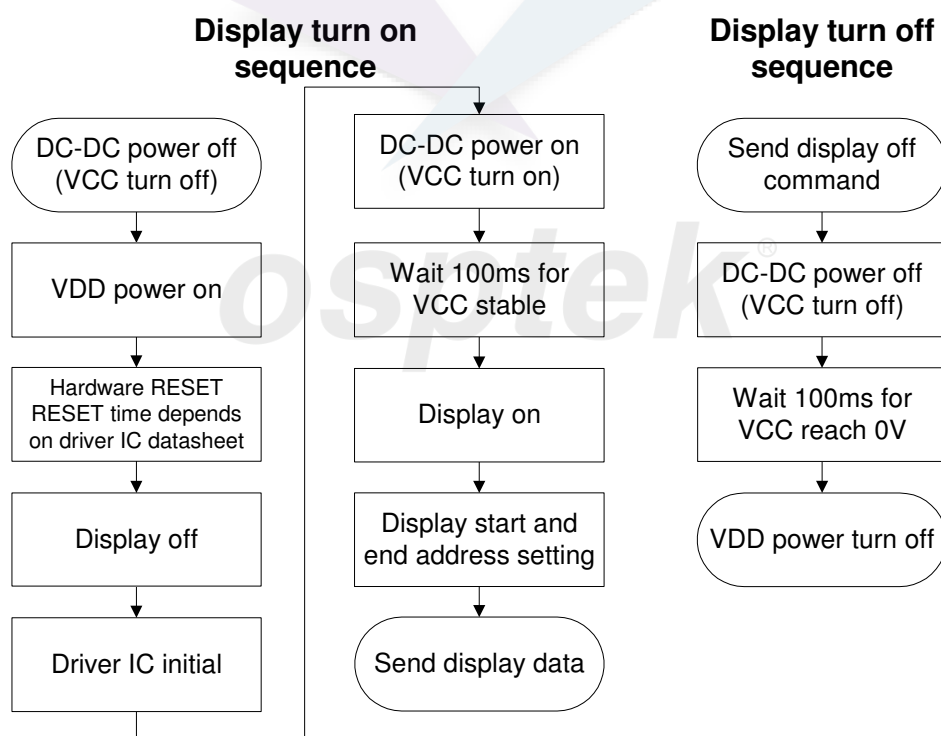 Display turn on
sequence
DC-DC power off
(VCC turn off)
VDD power on
Hardware RESET
RESET time depends
on driver IC datasheet
Display off
Driver IC initial
DC-DC power on
(VCC turn on)
Wait 100ms for
VCC stable
Display on
Display start and
end address setting
Send display data
Display turn off
sequence
Send display off
command
DC-DC power off
(VCC turn off)
Wait 100ms for
VCC reach 0V
VDD power turn off
osptek®